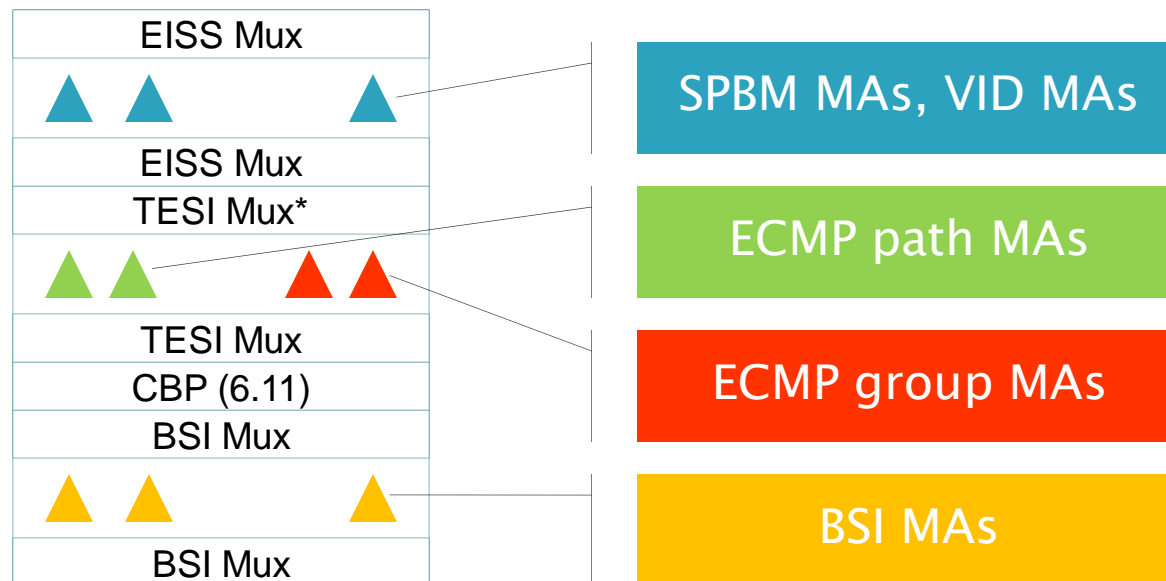 EISS Mux
EISS Mux
TESI Mux*
TESI Mux
CBP (6.11)
BSI Mux
BSI Mux
SPBM MAs, VID MAs
ECMP path MAs
ECMP group MAs
BSI MAs